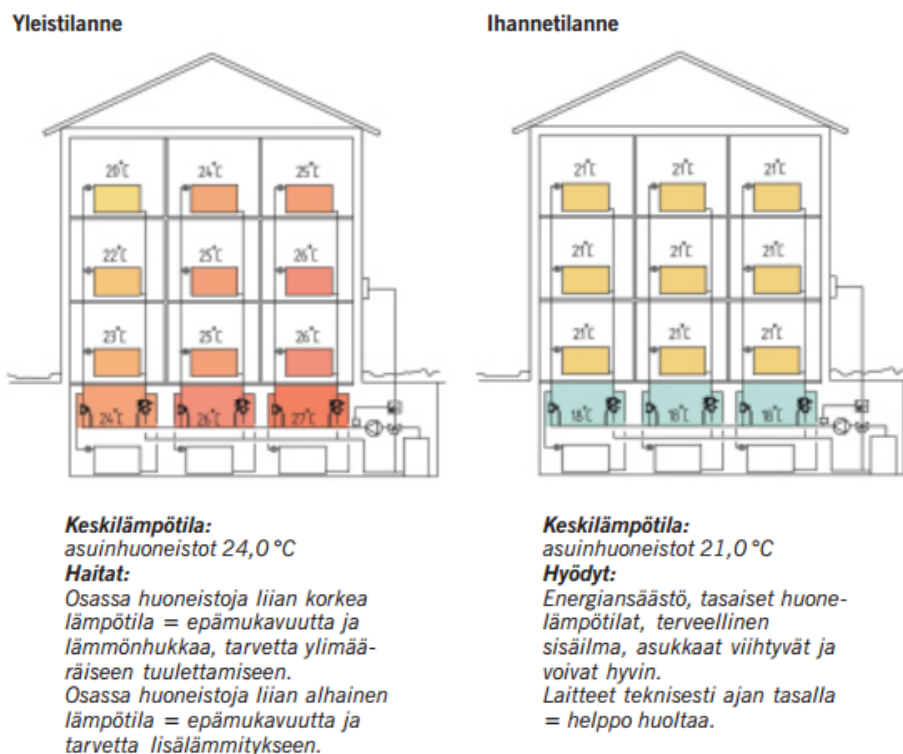 Yleistilanne
20°C 24°C 25°C
22°C 25°C 26°C
23°C 25°C 26°C
24°C 26°C 27°C
Keskilämpötila:
asuinhuoneistot 24,0 °C
Haitat:
Osassa huoneistoja liian korkea
lämpötila = epämukavuutta ja
lämmönhukkaa, tarvetta ylimää-
räiseen tuulettamiseen.
Osassa huoneistoja liian alhainen
lämpötila = epämukavuutta ja
tarvetta lisälämmitykseen.
Ihannetilanne
21°C 21°C 21°C
21°C 21°C 21°C
21°C 21°C 21°C
18°C 18°C 18°C
Keskilämpötila:
asuinhuoneistot 21,0 °C
Hyödyt:
Energiansäästö, tasaiset huone-
lämpötilat, terveellinen
sisäilma, asukkaat viihtyvät ja
voivat hyvin.
Laitteet teknisesti ajan tasalla
= helppo huoltaa.